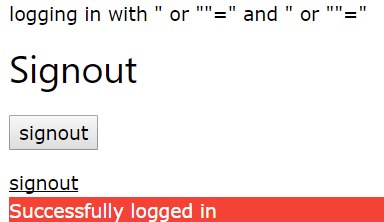 logging in with " or ""=" and " or ""="
Signout
signout
signout
Successfully logged in